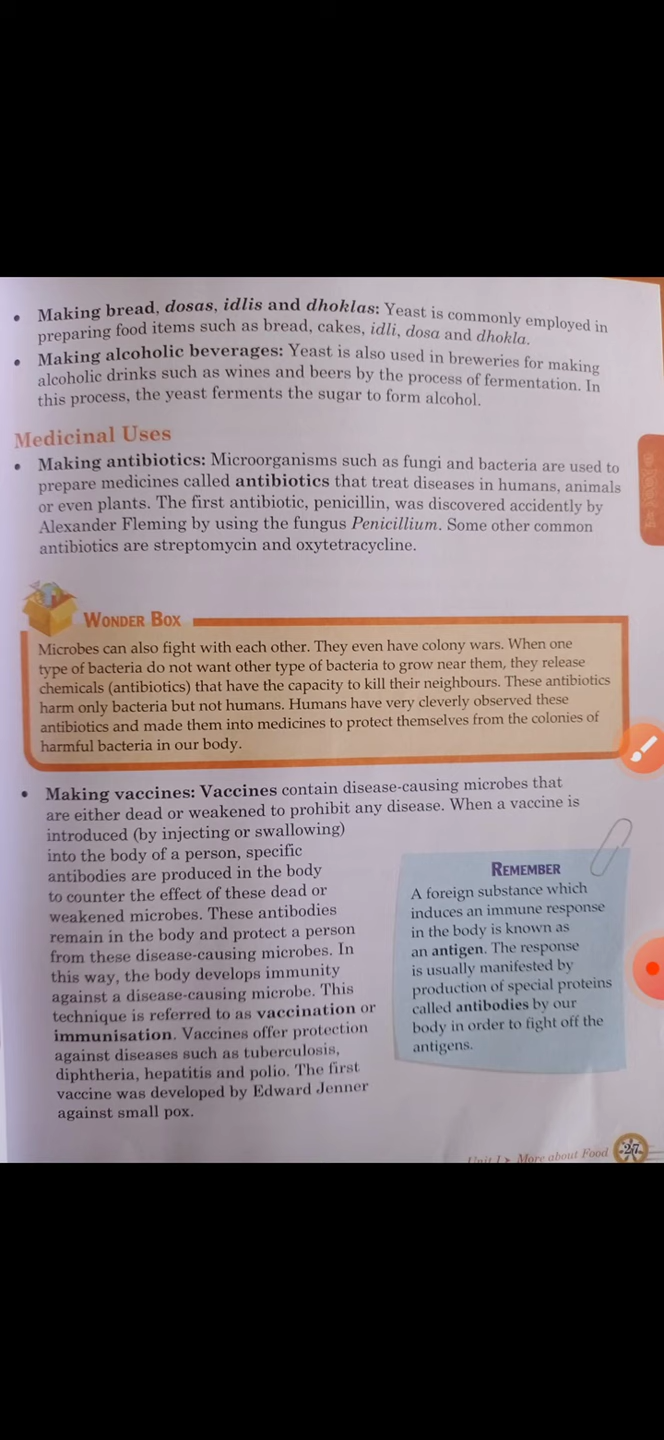 • Making bread, dosas, idlis and dhoklas: Yeast is commonly employed in
preparing food items such as bread, cakes, idli, dosa and dhokla.
• Making alcoholic beverages: Yeast is also used in breweries for making
alcoholic drinks such as wines and beers by the process of fermentation. In
this process, the yeast ferments the sugar to form alcohol.
Medicinal Uses
• Making antibiotics: Microorganisms such as fungi and bacteria are used to
prepare medicines called antibiotics that treat diseases in humans, animals
or even plants. The first antibiotic, penicillin, was discovered accidently by
Alexander Fleming by using the fungus Penicillium. Some other common
antibiotics are streptomycin and oxytetracycline.
WONDER BOX
Microbes can also fight with each other. They even have colony wars. When one
type of bacteria do not want other type of bacteria to grow near them, they release
chemicals (antibiotics) that have the capacity to kill their neighbours. These antibiotics
harm only bacteria but not humans. Humans have very cleverly observed these
antibiotics and made them into medicines to protect themselves from the colonies of
harmful bacteria in our body.
• Making vaccines: Vaccines contain disease-causing microbes that
are either dead or weakened to prohibit any disease. When a vaccine is
introduced (by injecting or swallowing)
into the body of a person, specific
antibodies are produced in the body
to counter the effect of these dead or
weakened microbes. These antibodies
remain in the body and protect a person
from these disease-causing microbes. In
this way, the body develops immunity
against a disease-causing microbe. This
technique is referred to as vaccination or
immunisation. Vaccines offer protection
against diseases such as tuberculosis,
diphtheria, hepatitis and polio. The first
vaccine was developed by Edward Jenner
against small pox.
REMEMBER
A foreign substance which
induces an immune response
in the body is known as
an antigen. The response
is usually manifested by
production of special proteins
called antibodies by our
body in order to fight off the
antigens.
Unit I ➤ More about Food 27